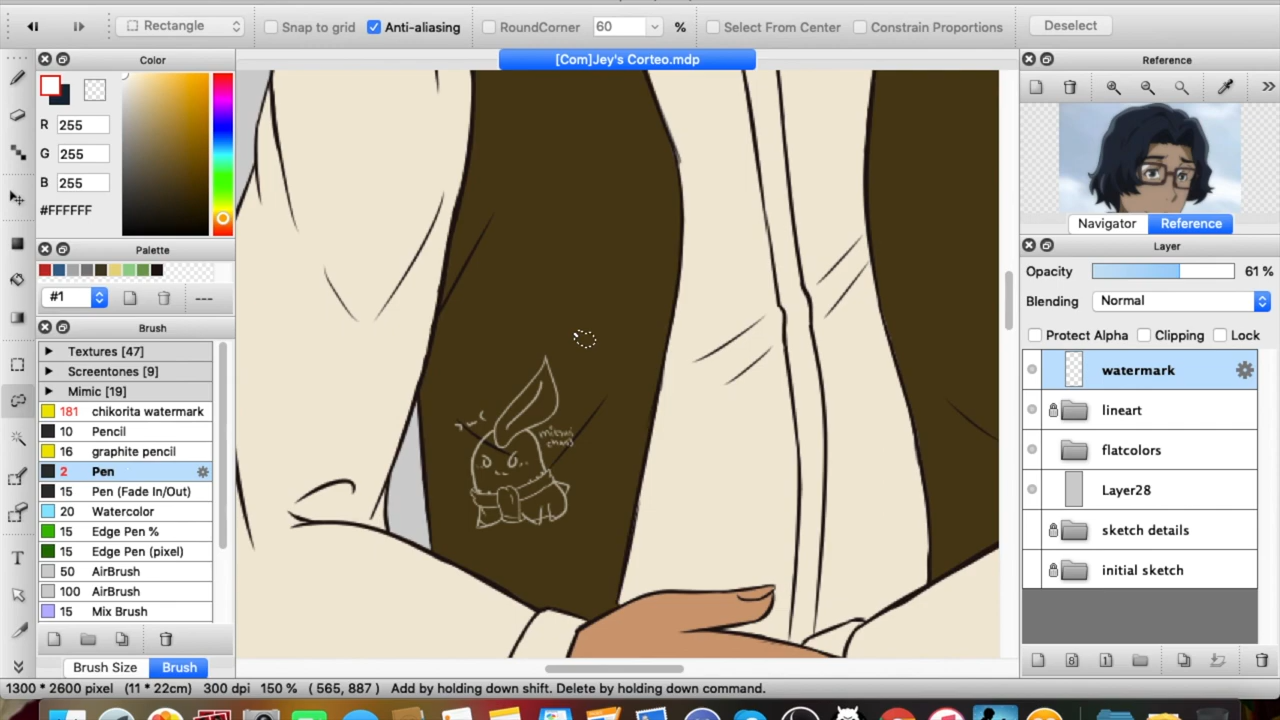 Rectangle Snap to grid Anti-aliasing RoundCorner 60 % Select From Center Constrain Proportions Deselect
Color
[Com]Jey's Corteo.mdp
Reference
R 255
G 255
B 255
#FFFFFF
Navigator Reference
Palette
Layer
Opacity 61 %
#1 ---
Blending Normal
Brush
Protect Alpha Clipping Lock
Textures [47]
Screentones [9]
Mimic [19]
181 chikorita watermark
10 Pencil
16 graphite pencil
2 Pen
15 Pen (Fade In/Out)
20 Watercolor
15 Edge Pen %
15 Edge Pen (pixel)
50 AirBrush
100 AirBrush
15 Mix Brush
watermark
lineart
flatcolors
Layer28
sketch details
initial sketch
8 1
T
Brush Size Brush
1300 * 2600 pixel (11 * 22cm) 300 dpi 150 % ( 565, 887 ) Add by holding down shift. Delete by holding down command.